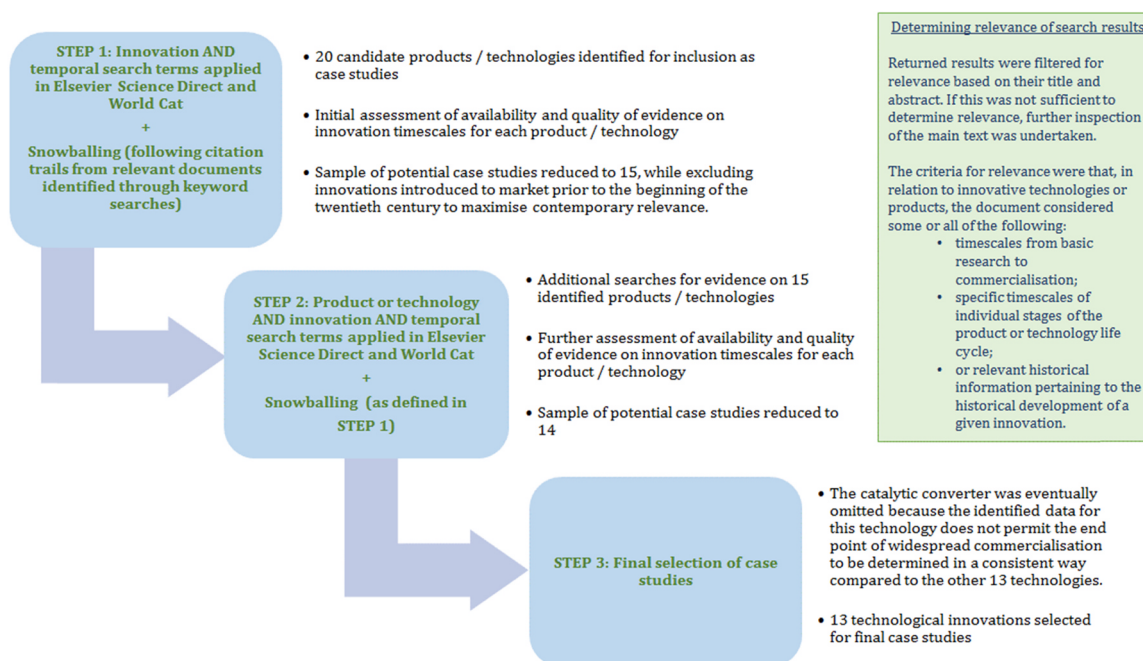 STEP 1: Innovation AND
temporal search terms applied
in Elsevier Science Direct and
World Cat
+
Snowballing (following citation
trails from relevant documents
identified through keyword
searches)
• 20 candidate products / technologies identified for inclusion as
case studies
• Initial assessment of availability and quality of evidence on
innovation timescales for each product / technology
• Sample of potential case studies reduced to 15, while excluding
innovations introduced to market prior to the beginning of the
twentieth century to maximise contemporary relevance.
Determining relevance of search results
Returned results were filtered for
relevance based on their title and
abstract. If this was not sufficient to
determine relevance, further inspection
of the main text was undertaken.
The criteria for relevance were that, in
relation to innovative technologies or
products, the document considered
some or all of the following:
• timescales from basic
research to
commercialisation;
• specific timescales of
individual stages of the
product or technology life
cycle;
• or relevant historical
information pertaining to the
historical development of a
given innovation.
STEP 2: Product or technology
AND innovation AND temporal
search terms applied in Elsevier
Science Direct and World Cat
+
Snowballing (as defined in
STEP 1)
• Additional searches for evidence on 15
identified products / technologies
• Further assessment of availability and quality
of evidence on innovation timescales for each
product / technology
• Sample of potential case studies reduced to
14
STEP 3: Final selection of case
studies
• The catalytic converter was eventually
omitted because the identified data for
this technology does not permit the end
point of widespread commercialisation
to be determined in a consistent way
compared to the other 13 technologies.
• 13 technological innovations selected
for final case studies